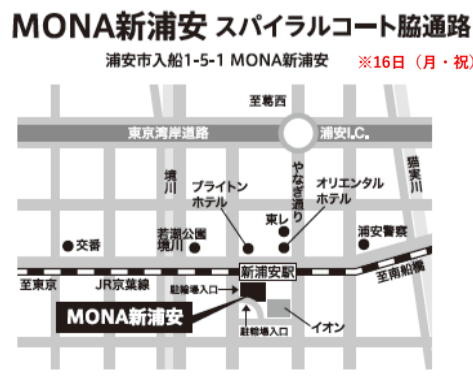 MONA新浦安 スパイラルコート脇通路
浦安市入船1-5-1 MONA新浦安
※16日（月・祝）
至葛西
東京湾岸道路
浦安I.C.
境川
やなぎ通り
猫実川
ブライトン
ホテル
オリエンタル
ホテル
東レ
若潮公園
境川
交番
浦安警察
新浦安駅
至東京
JR京葉線
至南船橋
駐輪場入口
MONA新浦安
駐輪場入口
イオン